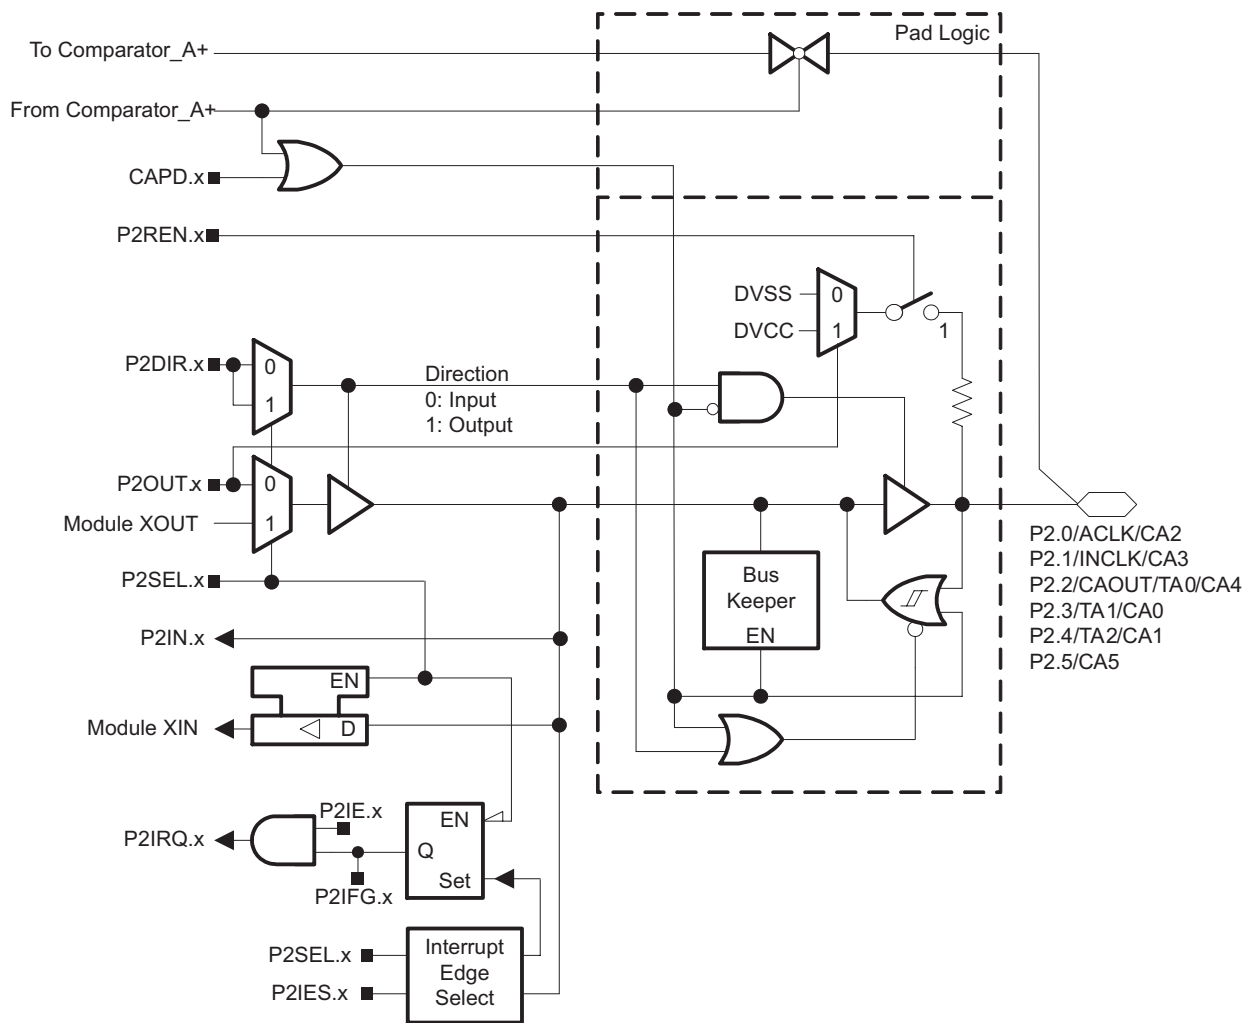 Pad Logic
To Comparator_A+
From Comparator_A+
CAPD.x
P2REN.x
DVSS
0
DVCC
1
1
P2DIR.x
0
1
Direction
0: Input
1: Output
P2OUT.x
0
Module XOUT
1
P2SEL.x
Bus
Keeper
EN
P2.0/ACLK/CA2
P2.1/INCLK/CA3
P2.2/CAOUT/TA0/CA4
P2.3/TA1/CA0
P2.4/TA2/CA1
P2.5/CA5
P2IN.x
EN
Module XIN
D
P2IE.x
P2IRQ.x
EN
Q
Set
P2IFG.x
P2SEL.x
P2IES.x
Interrupt
Edge
Select